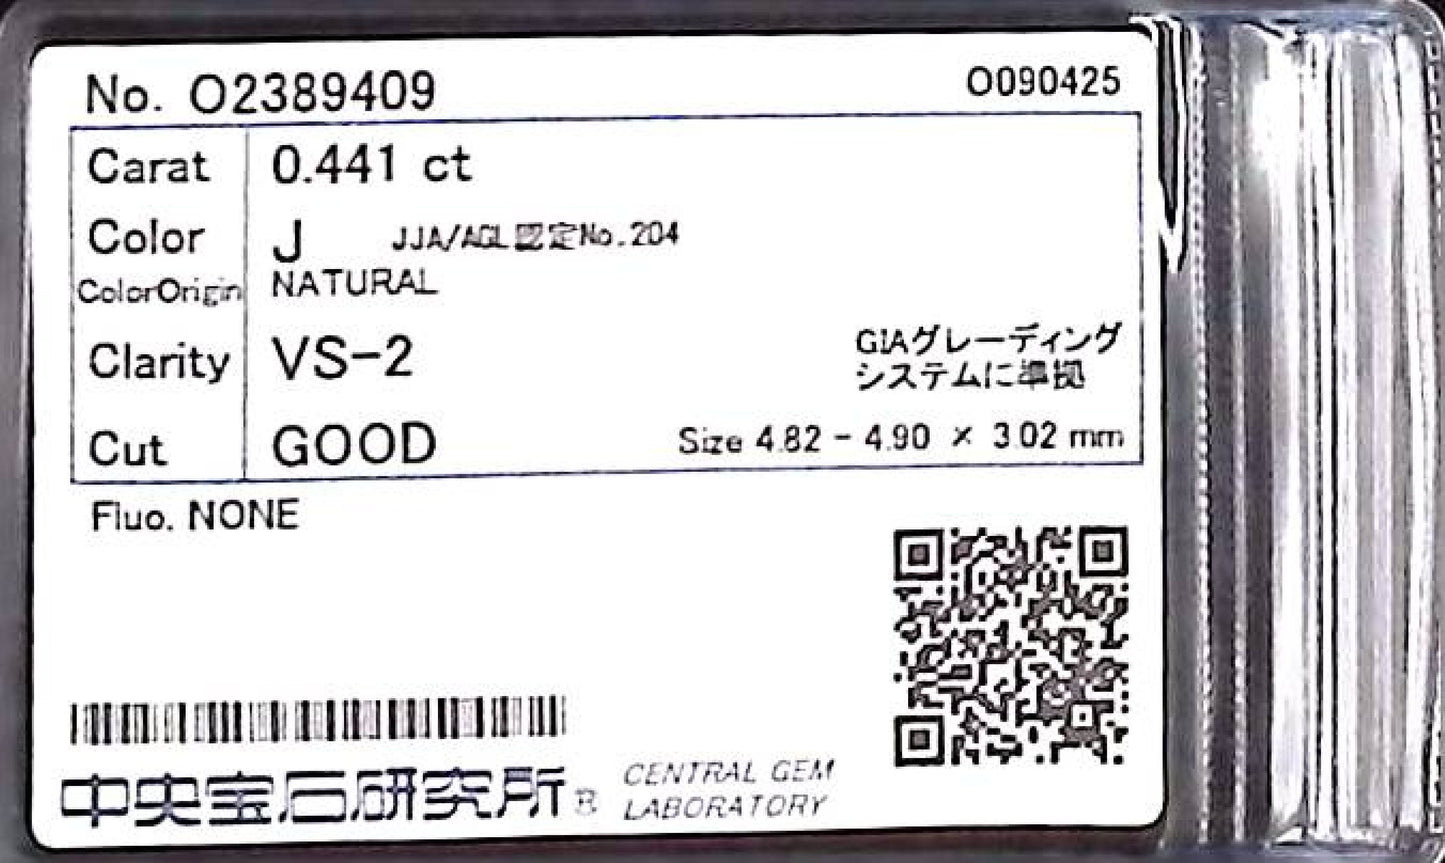 No. O2389409
O090425
Carat 0.441 ct
Color J JJA/AGL認定No.204
ColorOrigin NATURAL
Clarity VS-2
GIAグレーディング
システムに準拠
Cut GOOD Size 4.82 - 4.90 × 3.02 mm
Fluo. NONE
中央宝石研究所® CENTRAL GEM
LABORATORY